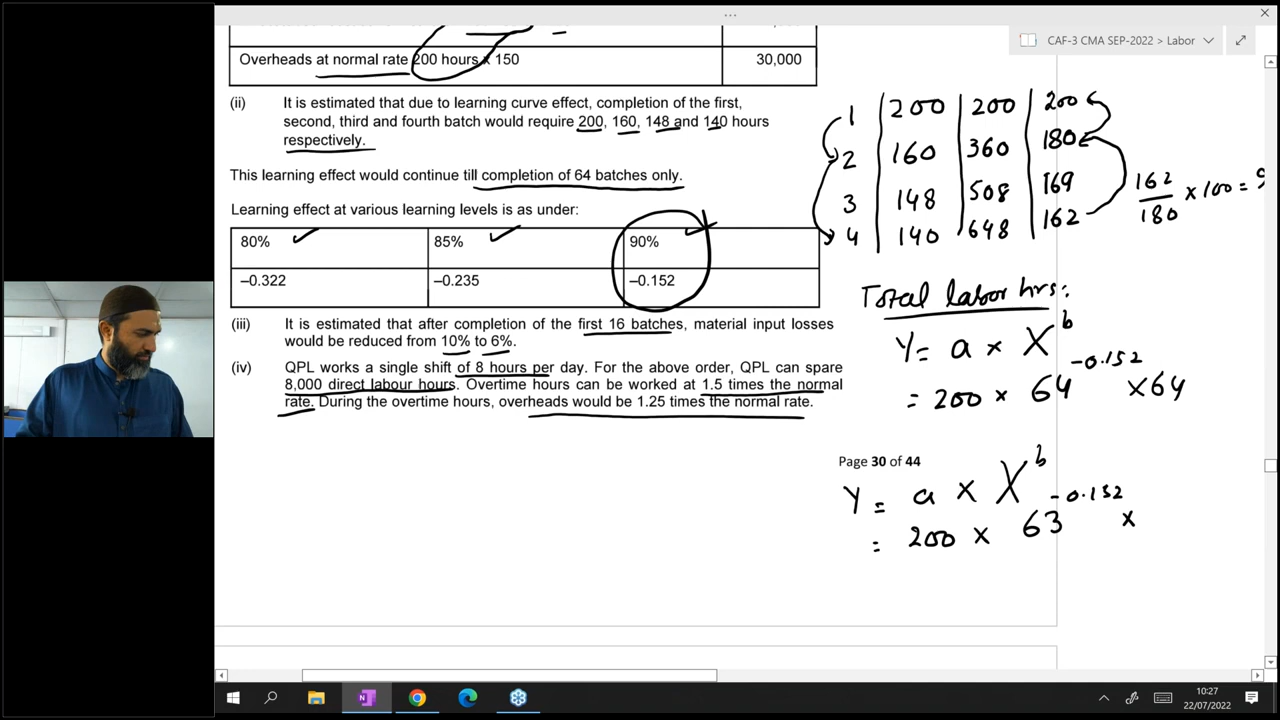 CAF-3 CMA SEP-2022 > Labor
Overheads at normal rate 200 hours x 150 30,000
(ii) It is estimated that due to learning curve effect, completion of the first,
second, third and fourth batch would require 200, 160, 148 and 140 hours
respectively.
This learning effect would continue till completion of 64 batches only.
Learning effect at various learning levels is as under:
80% 85% 90%
–0.322 –0.235 –0.152
(iii) It is estimated that after completion of the first 16 batches, material input losses
would be reduced from 10% to 6%.
(iv) QPL works a single shift of 8 hours per day. For the above order, QPL can spare
8,000 direct labour hours. Overtime hours can be worked at 1.5 times the normal
rate. During the overtime hours, overheads would be 1.25 times the normal rate.
1 200 200 200
2 160 360 180
3 148 508 169
4 140 648 162
162/180 x 100 = 9
Total labor hrs:
Y = a x X^b
= 200 x 64^-0.152 x 64
Page 30 of 44
Y = a x X^b
= 200 x 63^-0.152 x
10:27
22/07/2022